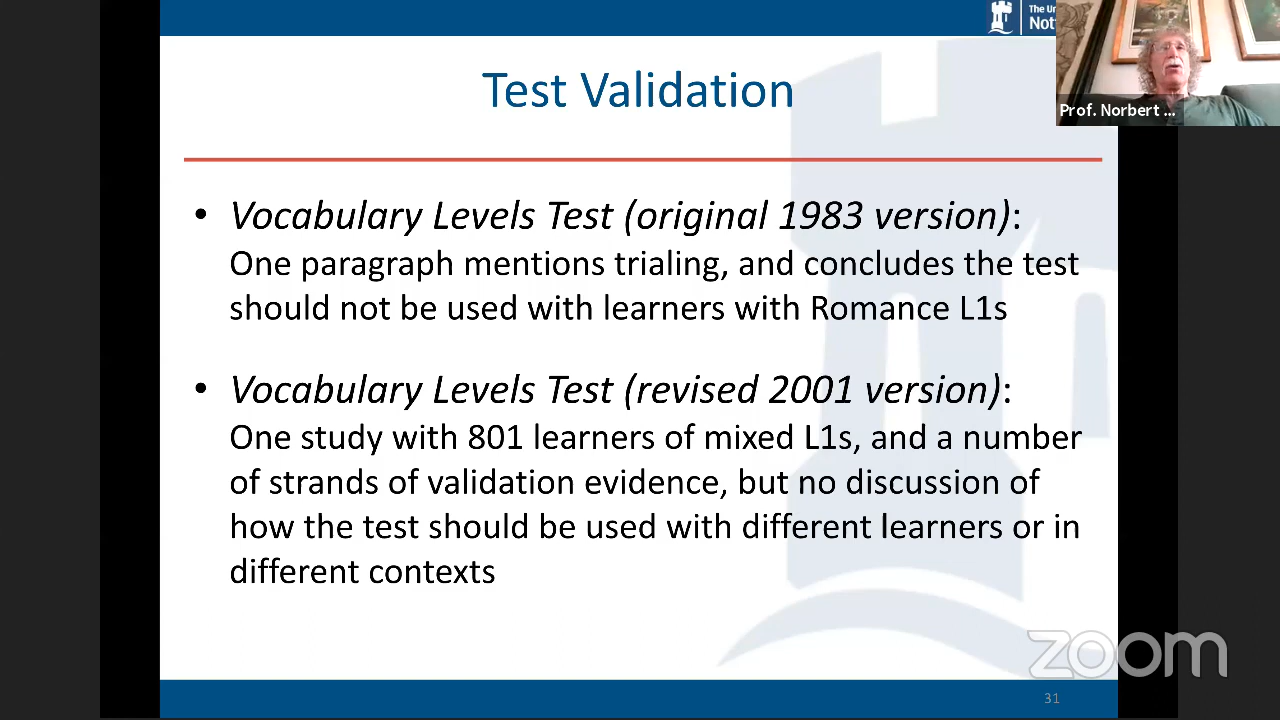 The Un
Nott
Prof. Norbert ...
Test Validation
• Vocabulary Levels Test (original 1983 version):
One paragraph mentions trialing, and concludes the test
should not be used with learners with Romance L1s
• Vocabulary Levels Test (revised 2001 version):
One study with 801 learners of mixed L1s, and a number
of strands of validation evidence, but no discussion of
how the test should be used with different learners or in
different contexts
zoom
31